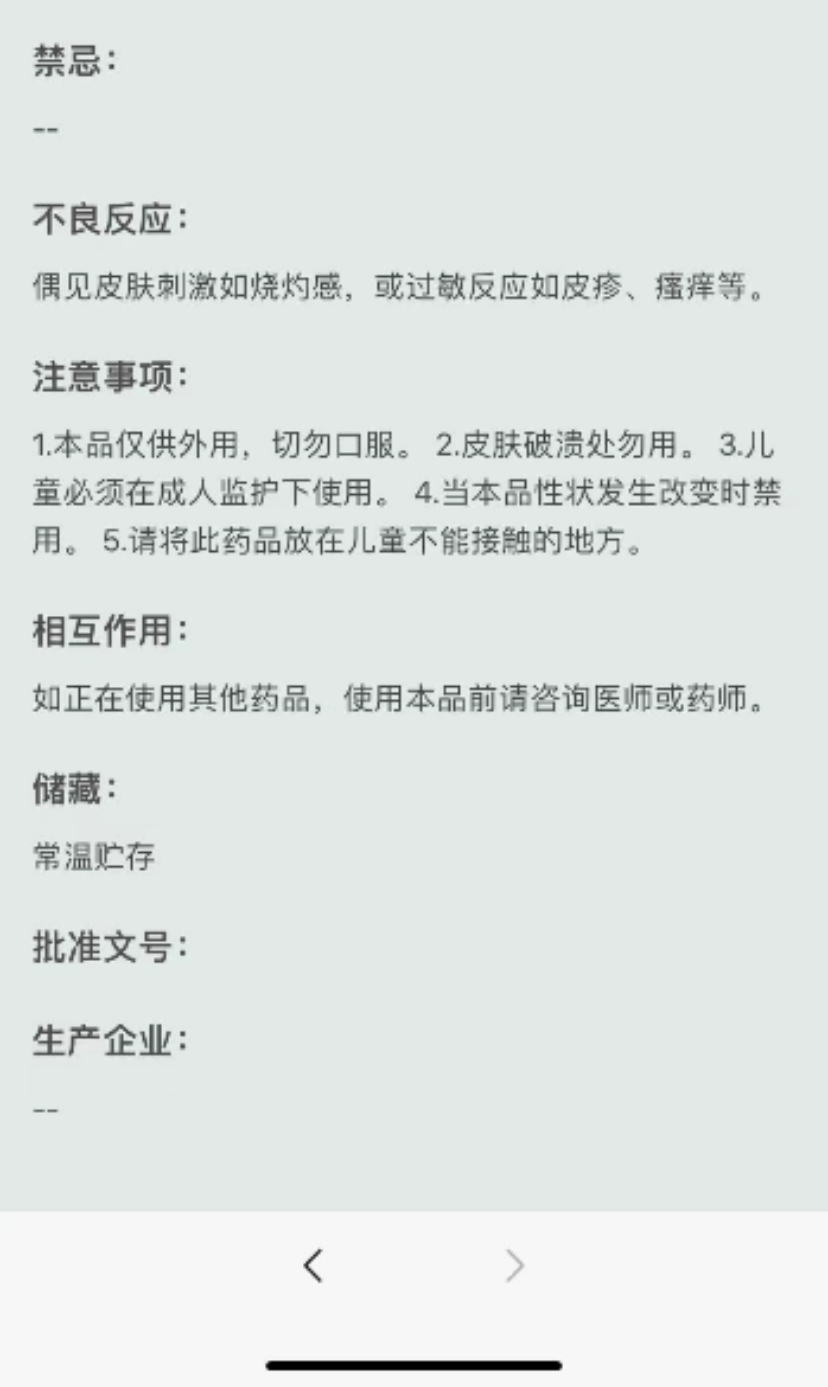 禁忌：
--
不良反应：
偶见皮肤刺激如烧灼感，或过敏反应如皮疹、瘙痒等。
注意事项：
1.本品仅供外用，切勿口服。 2.皮肤破溃处勿用。 3.儿
童必须在成人监护下使用。 4.当本品性状发生改变时禁
用。 5.请将此药品放在儿童不能接触的地方。
相互作用：
如正在使用其他药品，使用本品前请咨询医师或药师。
储藏：
常温贮存
批准文号：
生产企业：
--